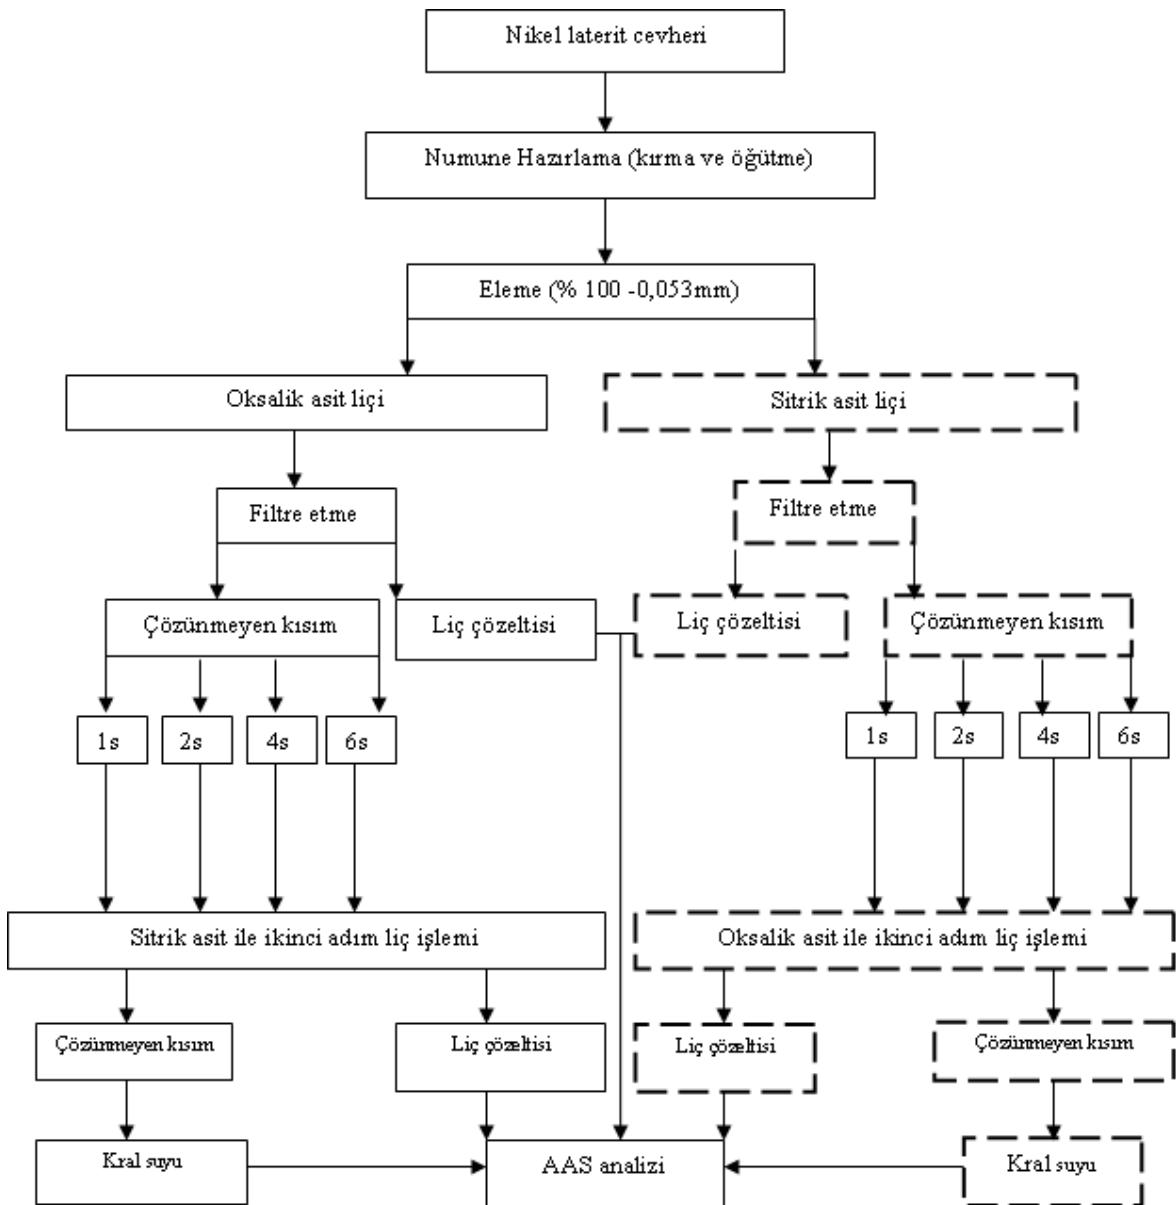 Nikel laterit cevheri
Numune Hazırlama (kırma ve öğütme)
Eleme (% 100 -0,053mm)
Oksalik asit liçi
Sitrik asit liçi
Filtre etme
Filtre etme
Çözünmeyen kısım
Liç çözeltisi
Liç çözeltisi
Çözünmeyen kısım
1s
2s
4s
6s
1s
2s
4s
6s
Sitrik asit ile ikinci adım liç işlemi
Oksalik asit ile ikinci adım liç işlemi
Çözünmeyen kısım
Liç çözeltisi
Liç çözeltisi
Çözünmeyen kısım
Kral suyu
AAS analizi
Kral suyu